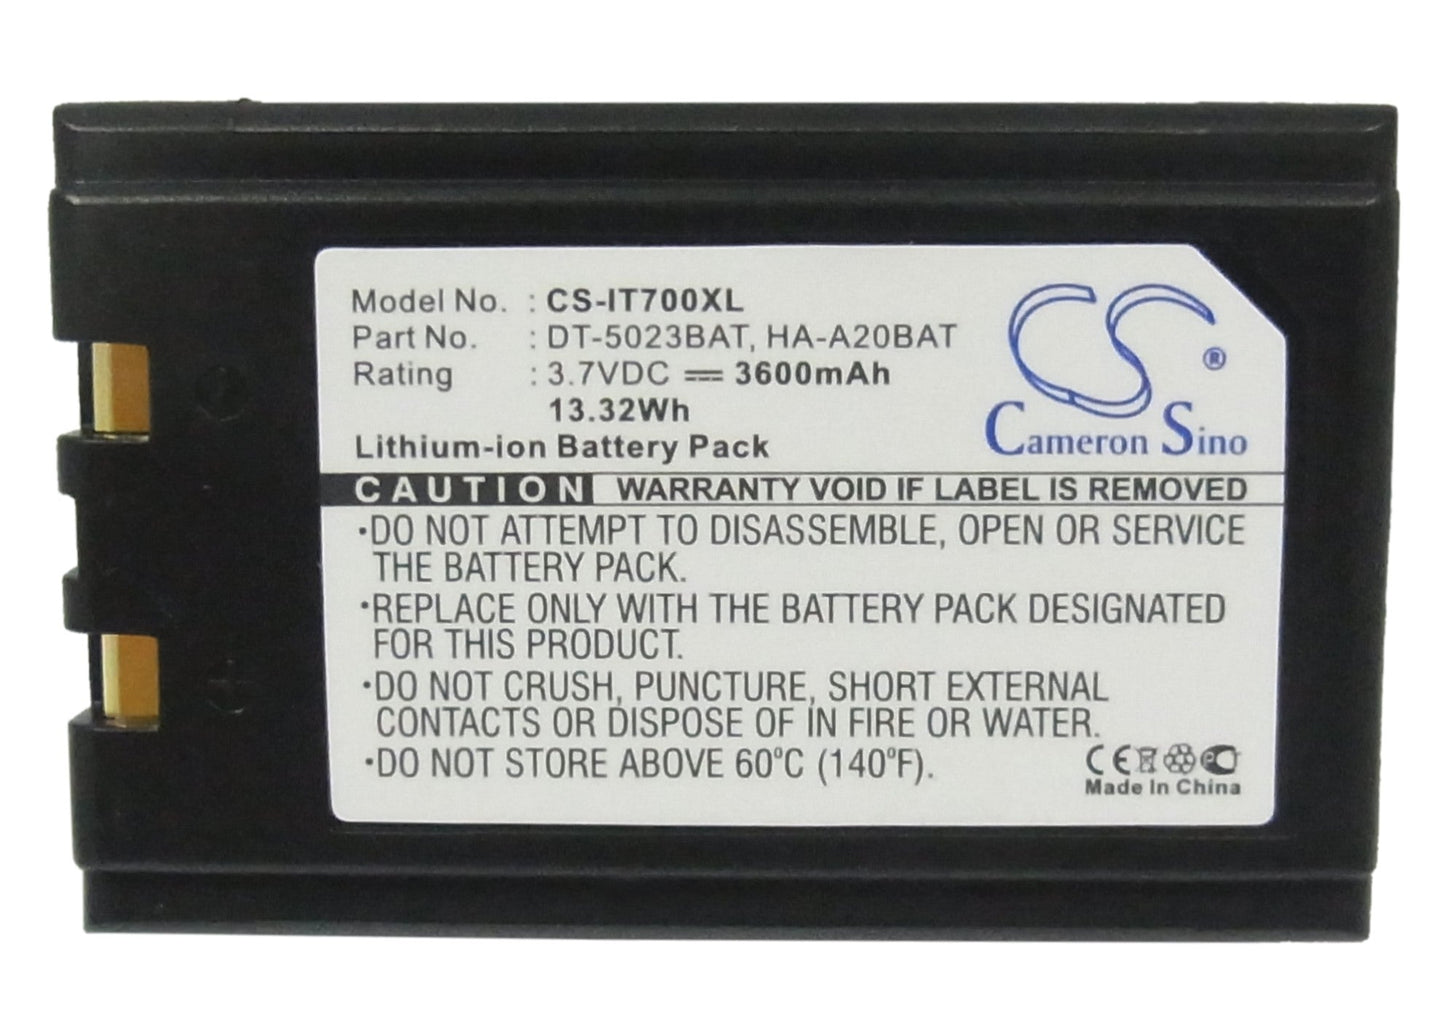 Model No. : CS-IT700XL
Part No. : DT-5023BAT, HA-A20BAT
Rating : 3.7VDC 3600mAh
13.32Wh
Lithium-ion Battery Pack
CS ®
Cameron Sino
CAUTION WARRANTY VOID IF LABEL IS REMOVED
•DO NOT ATTEMPT TO DISASSEMBLE, OPEN OR SERVICE
THE BATTERY PACK.
•REPLACE ONLY WITH THE BATTERY PACK DESIGNATED
FOR THIS PRODUCT.
•DO NOT CRUSH, PUNCTURE, SHORT EXTERNAL
CONTACTS OR DISPOSE OF IN FIRE OR WATER.
•DO NOT STORE ABOVE 60°C (140°F).
CE
Made In China